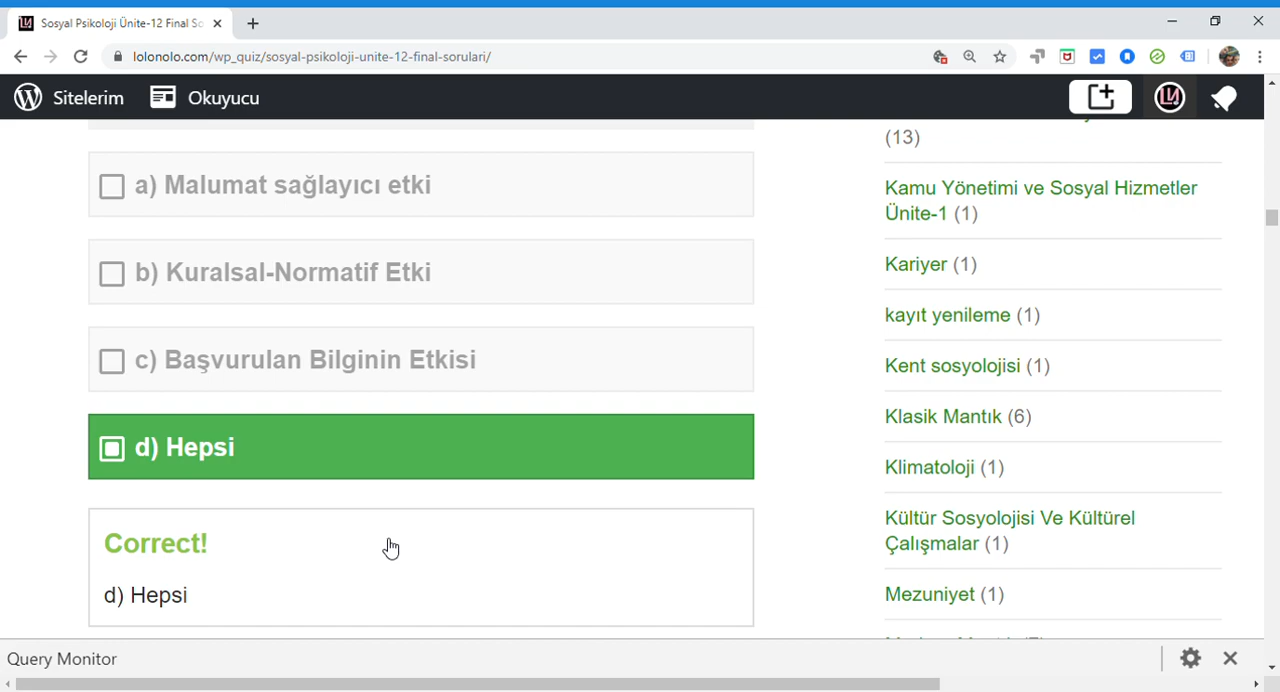 Sosyal Psikoloji Ünite-12 Final So
lolonolo.com/wp_quiz/sosyal-psikoloji-unite-12-final-sorulari/
Sitelerim
Okuyucu
a) Malumat sağlayıcı etki
b) Kuralsal-Normatif Etki
c) Başvurulan Bilginin Etkisi
d) Hepsi
Correct!
d) Hepsi
(13)
Kamu Yönetimi ve Sosyal Hizmetler
Ünite-1 (1)
Kariyer (1)
kayıt yenileme (1)
Kent sosyolojisi (1)
Klasik Mantık (6)
Klimatoloji (1)
Kültür Sosyolojisi Ve Kültürel
Çalışmalar (1)
Mezuniyet (1)
Query Monitor